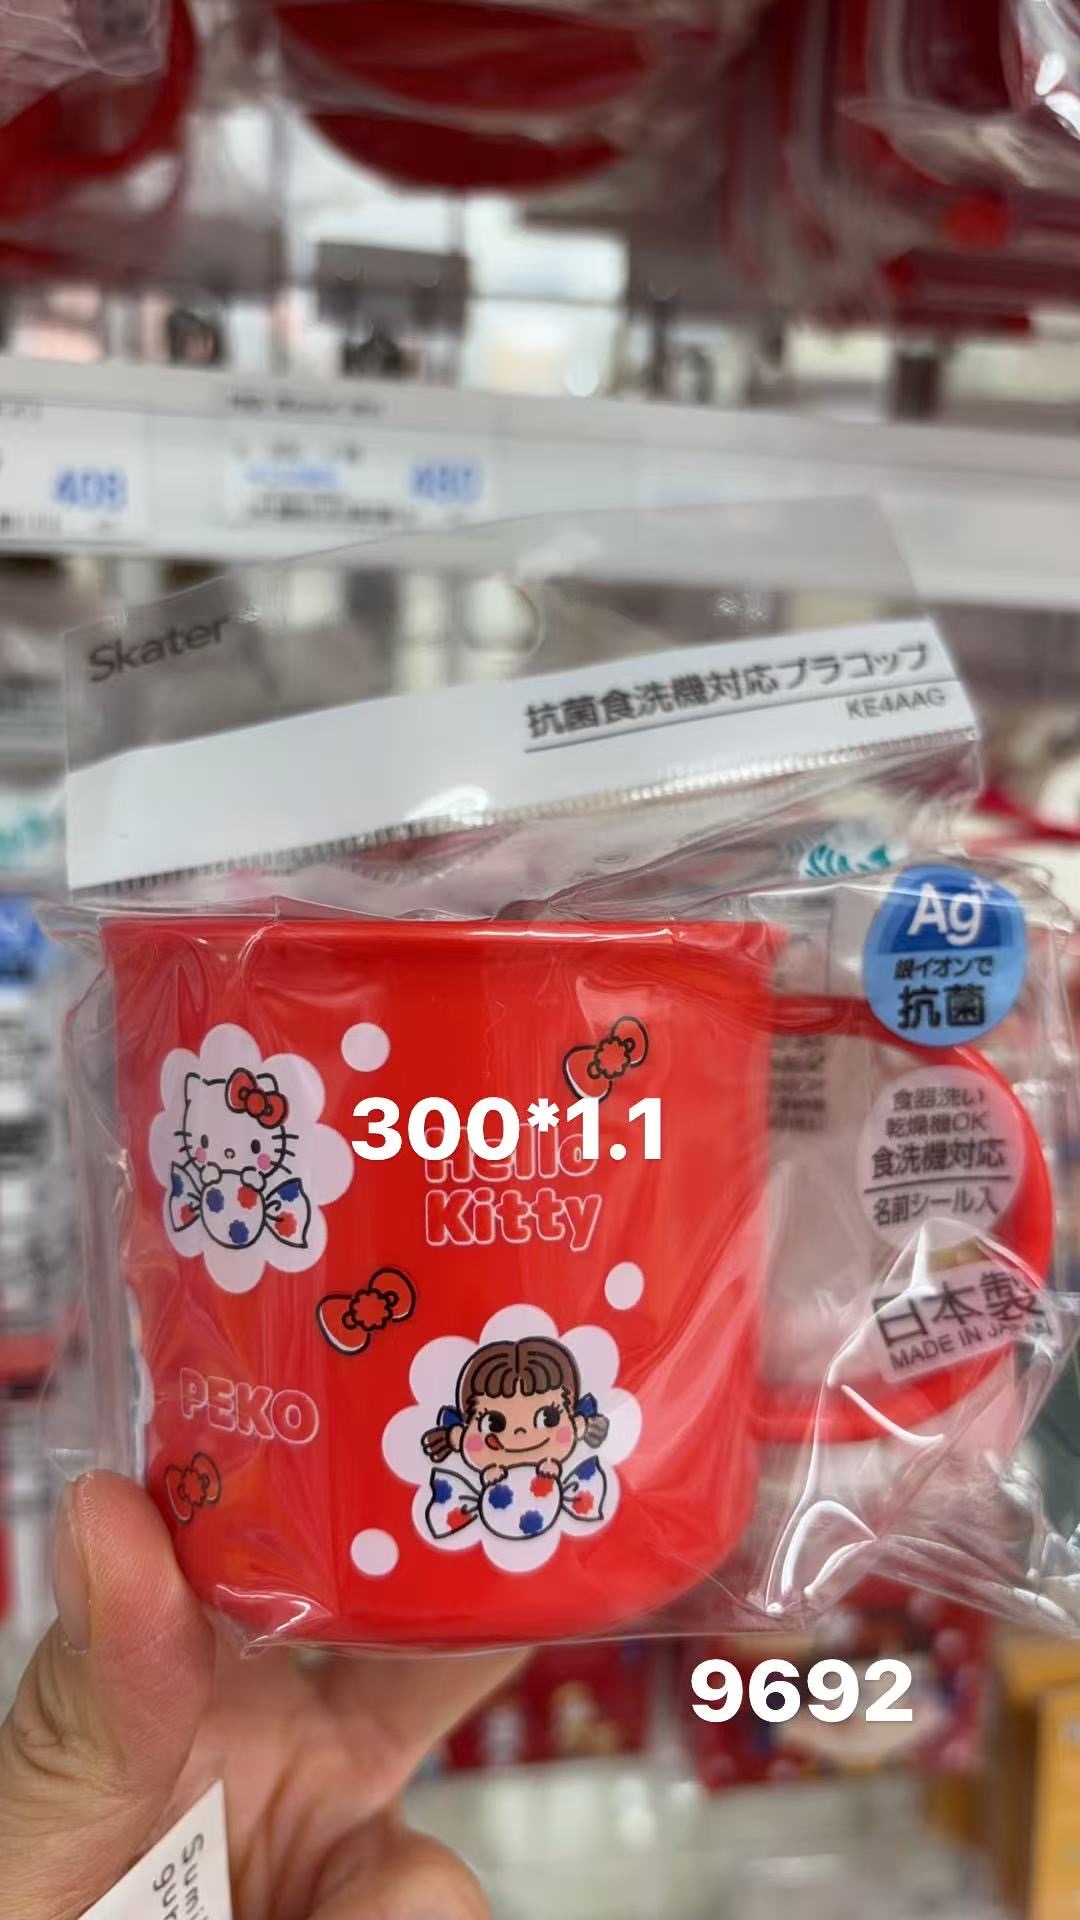 408
Skater
抗菌食洗機対応プラコップ
KE4AAG
Ag+
銀イオンで
抗菌
食器洗い
乾燥機OK
食洗機対応
名前シール入
日本製
MADE IN JAPAN
300*1.1
Hello
Kitty
PEKO
9692